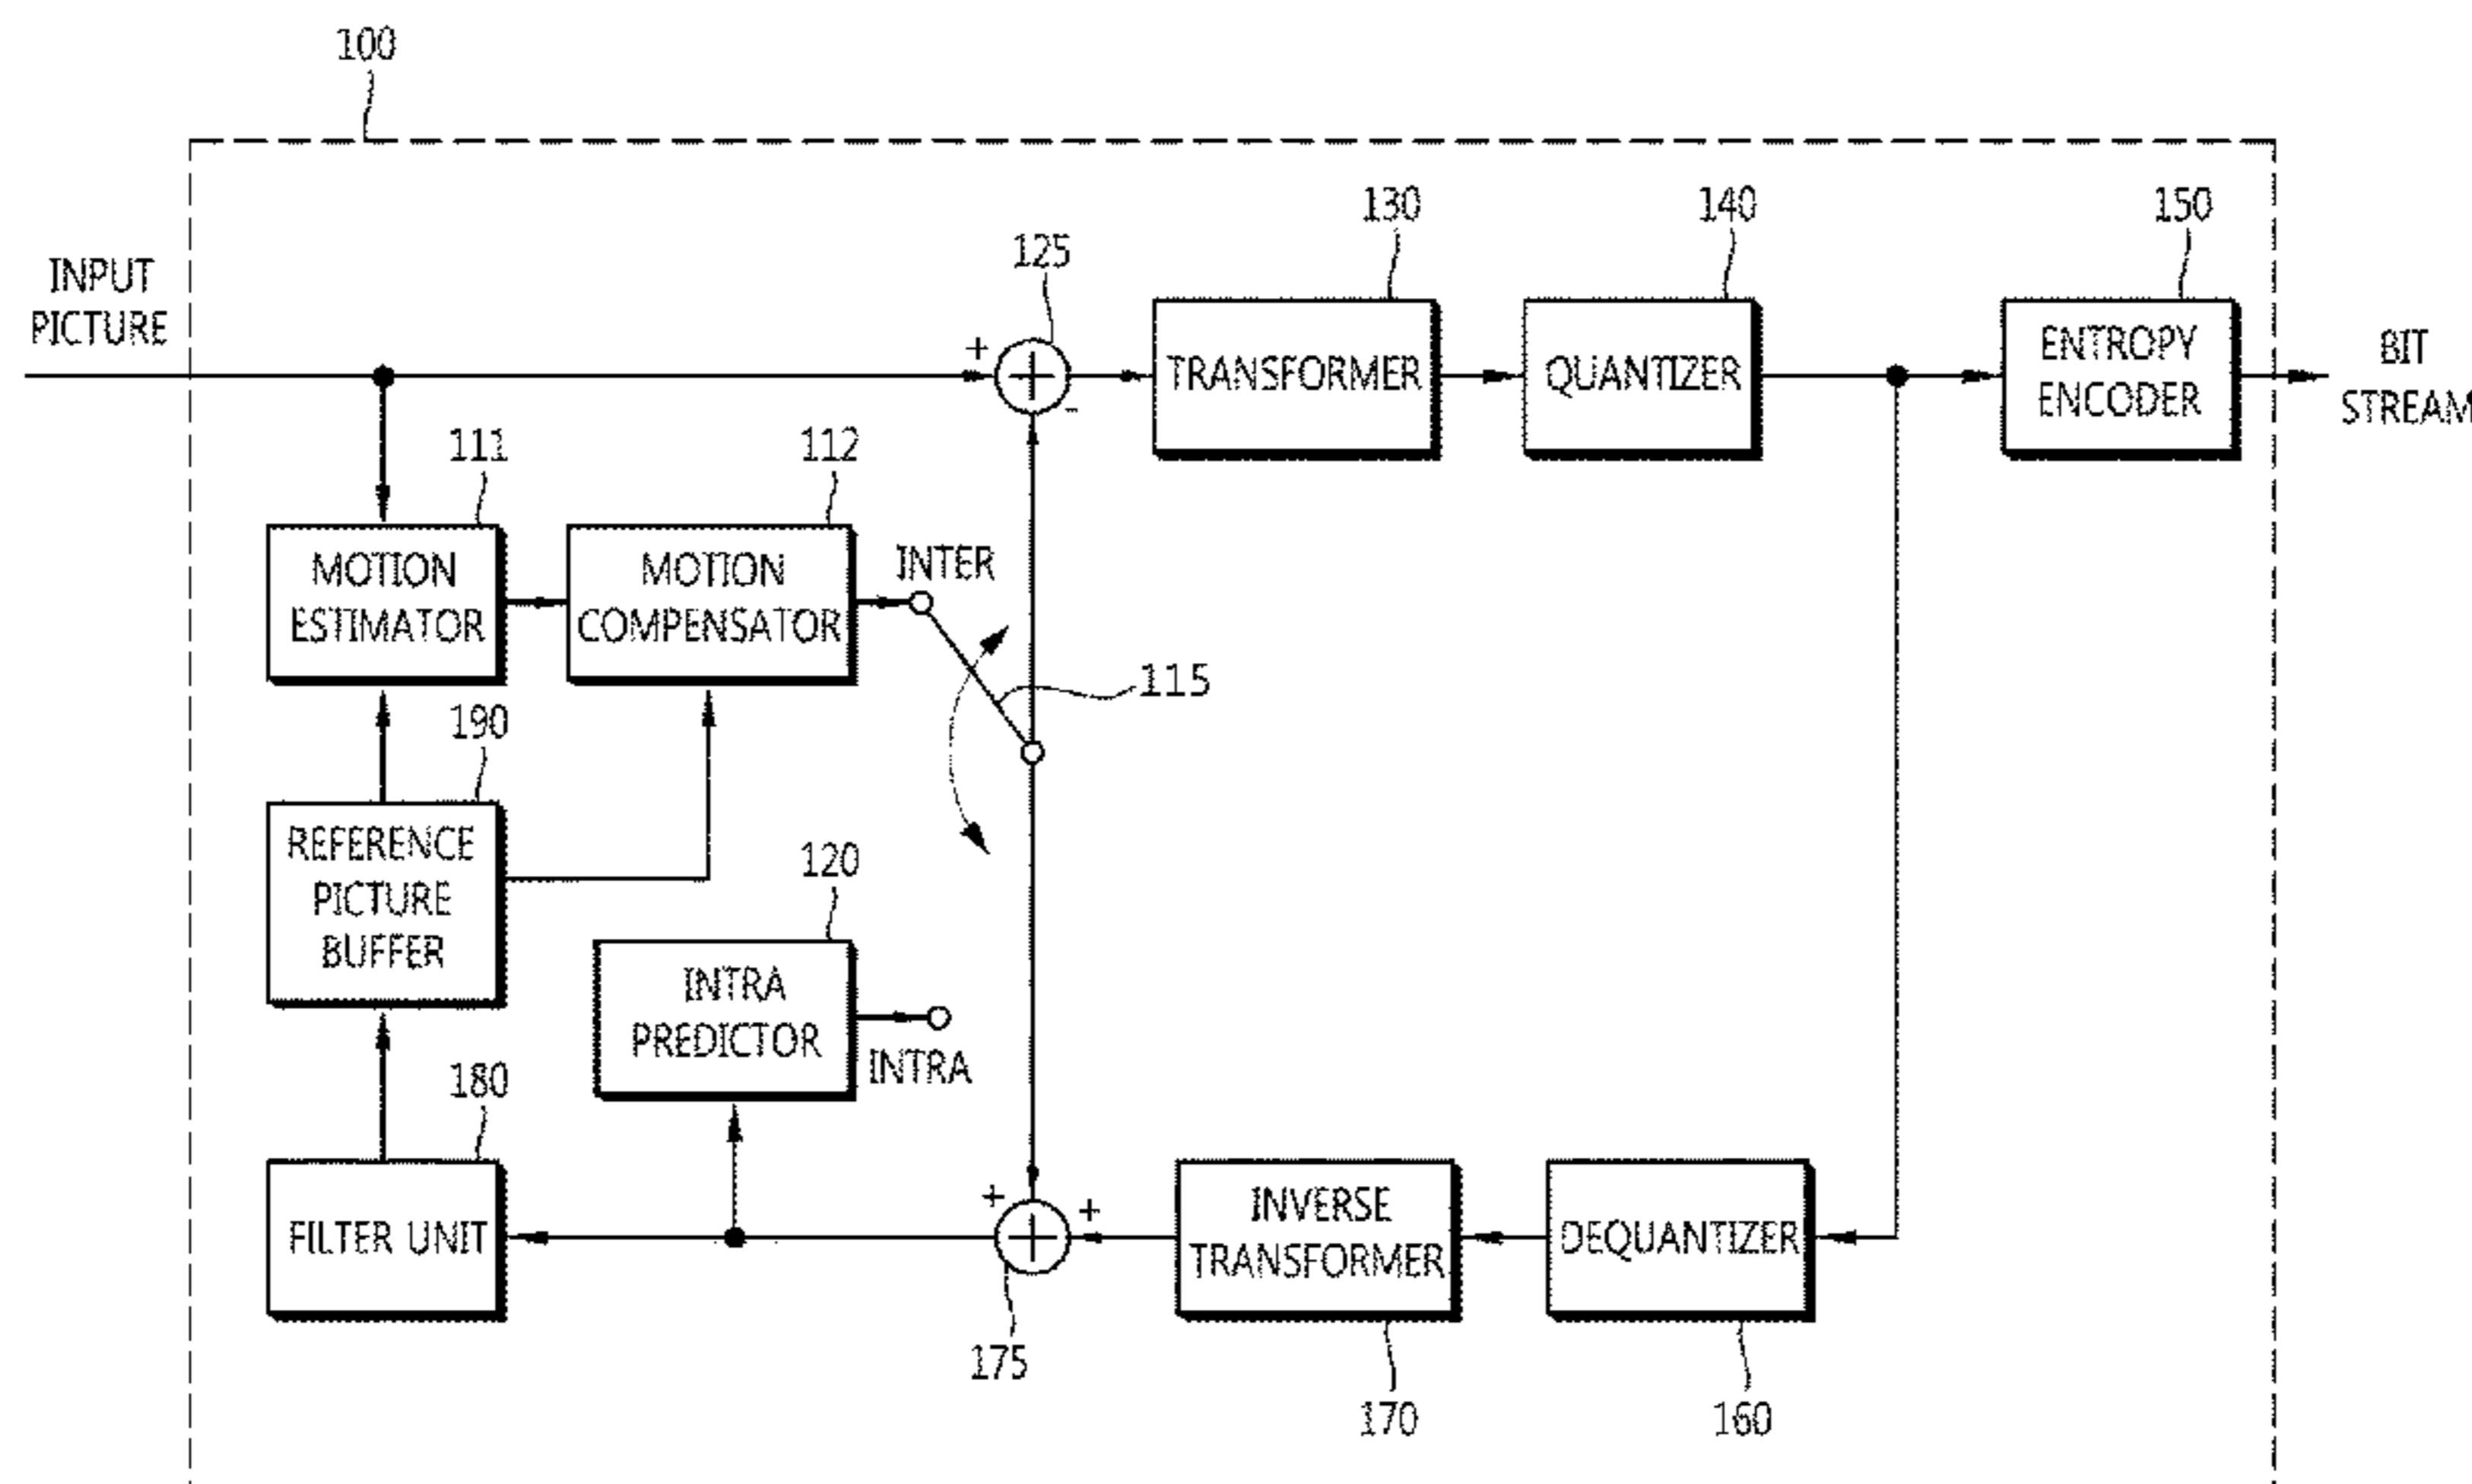 100
INPUT
PICTURE
125
130
140
150
+
-
TRANSFORMER
QUANTIZER
ENTROPY
ENCODER
BIT
STREAM
111
112
MOTION
ESTIMATOR
MOTION
COMPENSATOR
INTER
115
190
REFERENCE
PICTURE
BUFFER
120
INTRA
PREDICTOR
INTRA
180
FILTER UNIT
+
+
175
INVERSE
TRANSFORMER
170
DEQUANTIZER
160